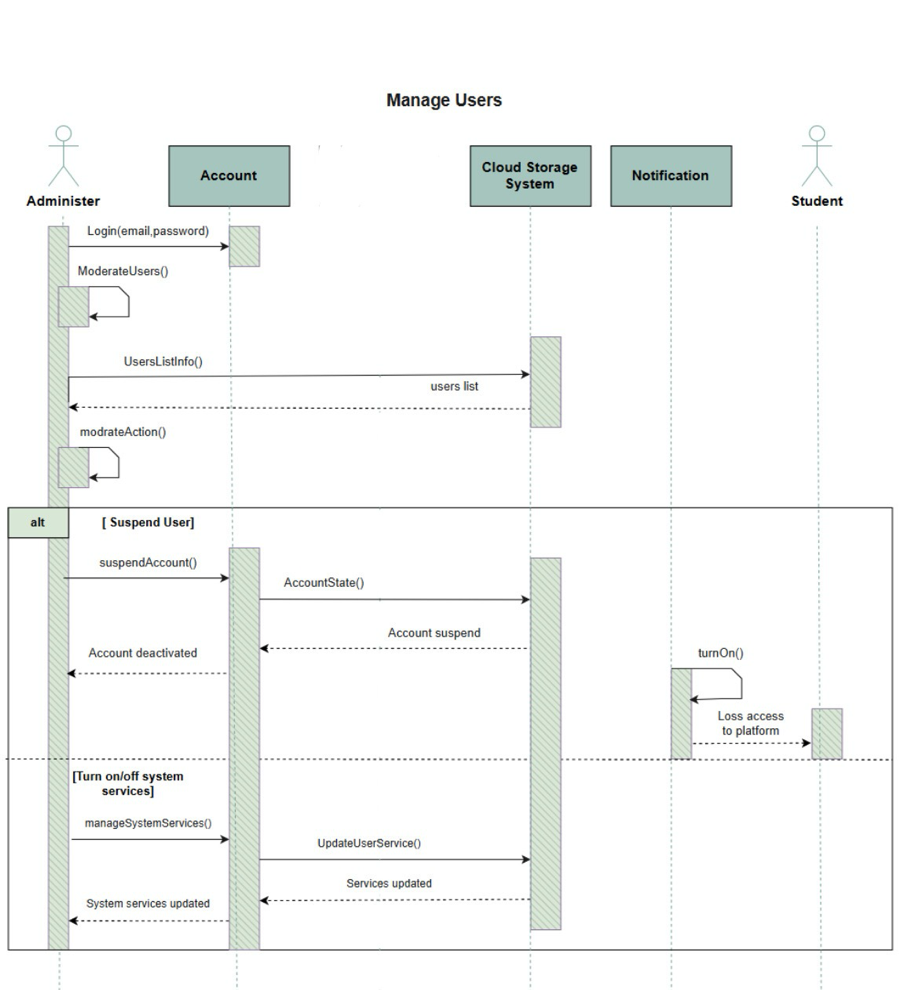 Manage Users
Account
Cloud Storage
System
Notification
Administer
Student
Login(email,password)
ModerateUsers()
UsersListInfo()
users list
modrateAction()
alt
[ Suspend User]
suspendAccount()
AccountState()
Account suspend
Account deactivated
turnOn()
Loss access
to platform
[Turn on/off system
services]
manageSystemServices()
UpdateUserService()
Services updated
System services updated